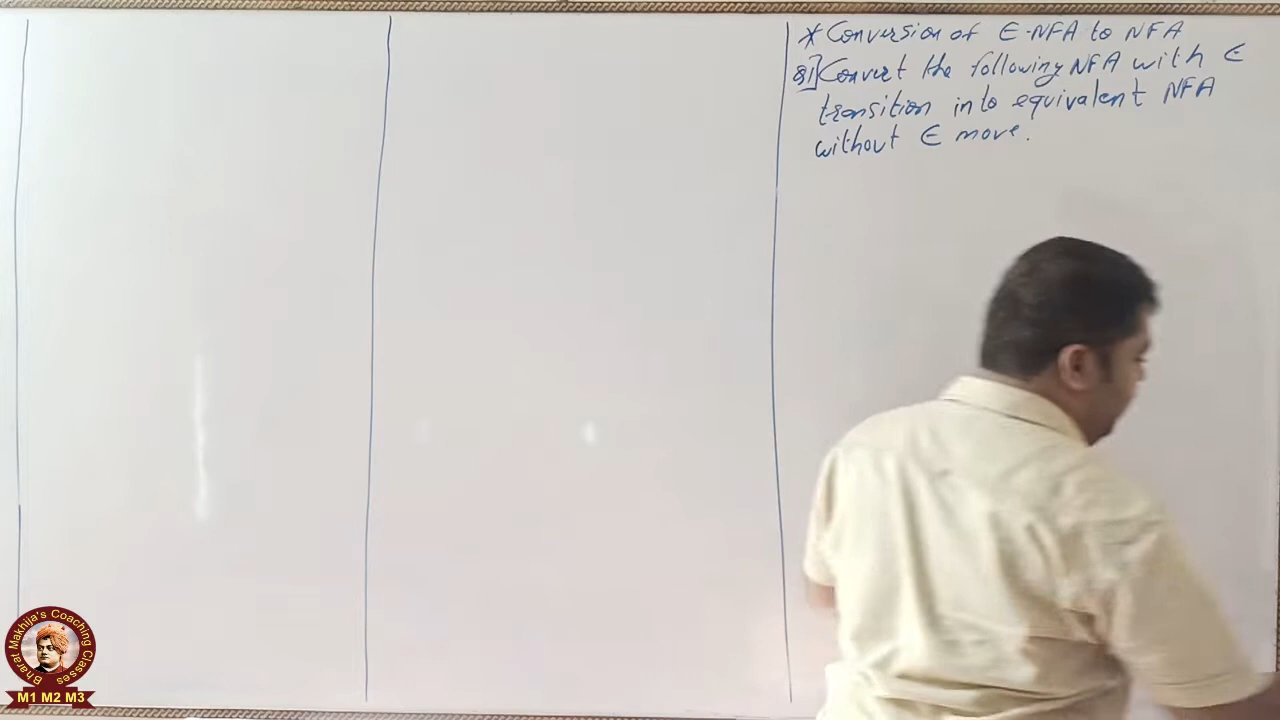 * Conversion of ∈-NFA to NFA
Q1] Convert the following NFA with ∈
transition into equivalent NFA
without ∈ move.
Bharat Makhija's Coaching Classes
M1 M2 M3